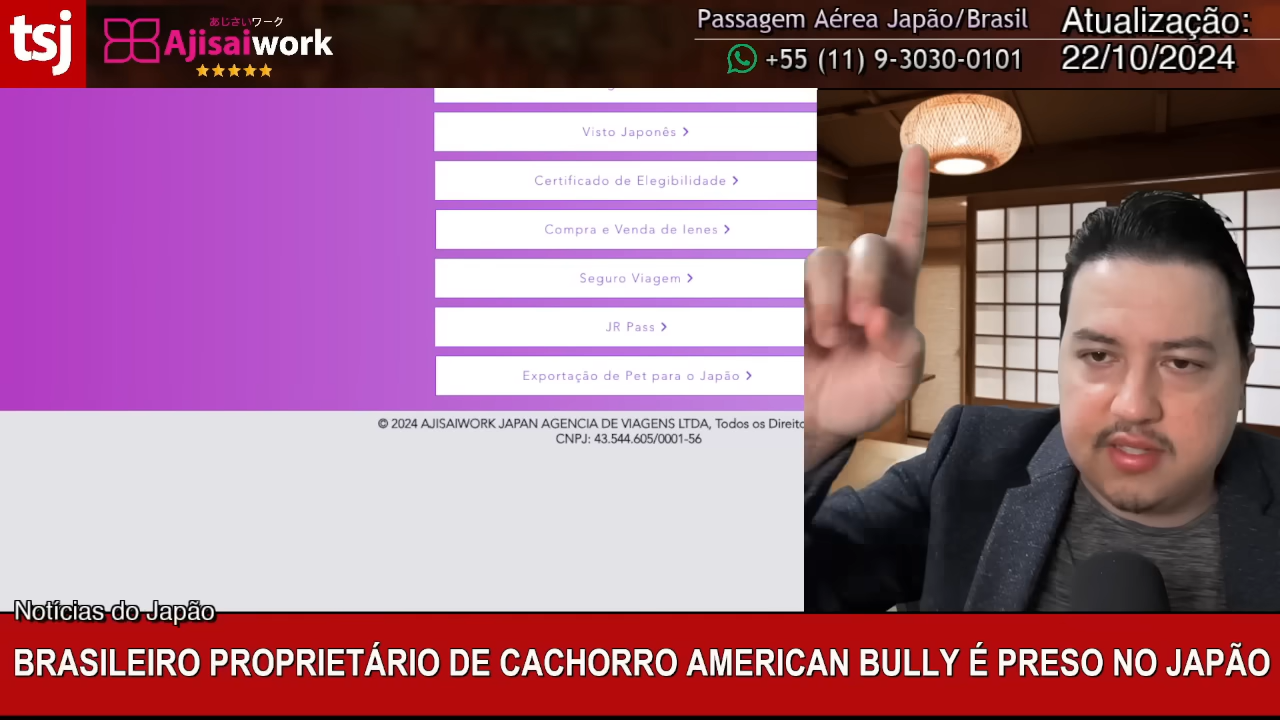 tsj
あじさいワーク
Ajisaiwork
Passagem Aérea Japão/Brasil
+55 (11) 9-3030-0101
Atualização:
22/10/2024
Visto Japonês
Certificado de Elegibilidade
Compra e Venda de Ienes
Seguro Viagem
JR Pass
Exportação de Pet para o Japão
© 2024 AJISAIWORK JAPAN AGENCIA DE VIAGENS LTDA, Todos os Direito
CNPJ: 43.544.605/0001-56
Notícias do Japão
BRASILEIRO PROPRIETÁRIO DE CACHORRO AMERICAN BULLY É PRESO NO JAPÃO